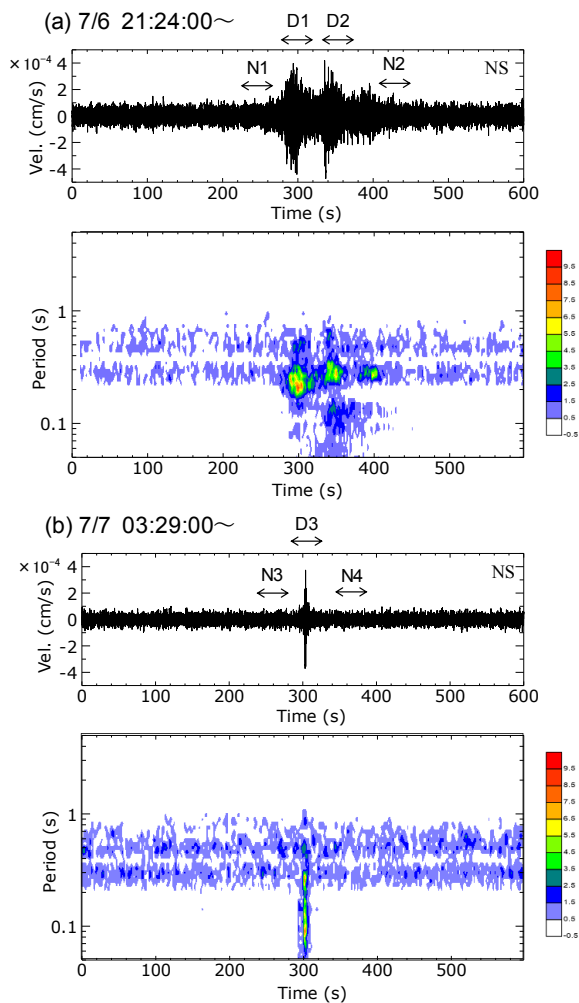 (a) 7/6 21:24:00～
D1 D2
N1 N2
NS
× 10⁻⁴
4
2
0
-2
-4
Vel. (cm/s)
0 100 200 300 400 500 600
Time (s)
1
0.1
Period (s)
0 100 200 300 400 500
Time (s)
9.5
8.5
7.5
6.5
5.5
4.5
3.5
2.5
1.5
0.5
-0.5
(b) 7/7 03:29:00～
D3
N3 N4
NS
× 10⁻⁴
4
2
0
-2
-4
Vel. (cm/s)
0 100 200 300 400 500 600
Time (s)
1
0.1
Period (s)
0 100 200 300 400 500
Time (s)
9.5
8.5
7.5
6.5
5.5
4.5
3.5
2.5
1.5
0.5
-0.5